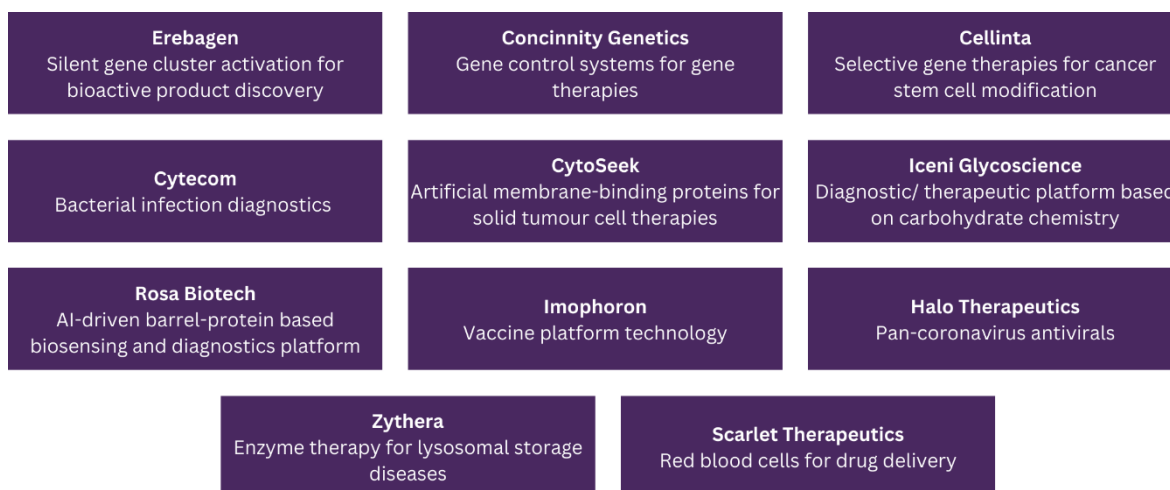 Erebagen
Silent gene cluster activation for
bioactive product discovery
Concinnity Genetics
Gene control systems for gene
therapies
Cellinta
Selective gene therapies for cancer
stem cell modification
Cytecom
Bacterial infection diagnostics
CytoSeek
Artificial membrane-binding proteins for
solid tumour cell therapies
Iceni Glycoscience
Diagnostic/ therapeutic platform based
on carbohydrate chemistry
Rosa Biotech
AI-driven barrel-protein based
biosensing and diagnostics platform
Imophoron
Vaccine platform technology
Halo Therapeutics
Pan-coronavirus antivirals
Zythera
Enzyme therapy for lysosomal storage
diseases
Scarlet Therapeutics
Red blood cells for drug delivery